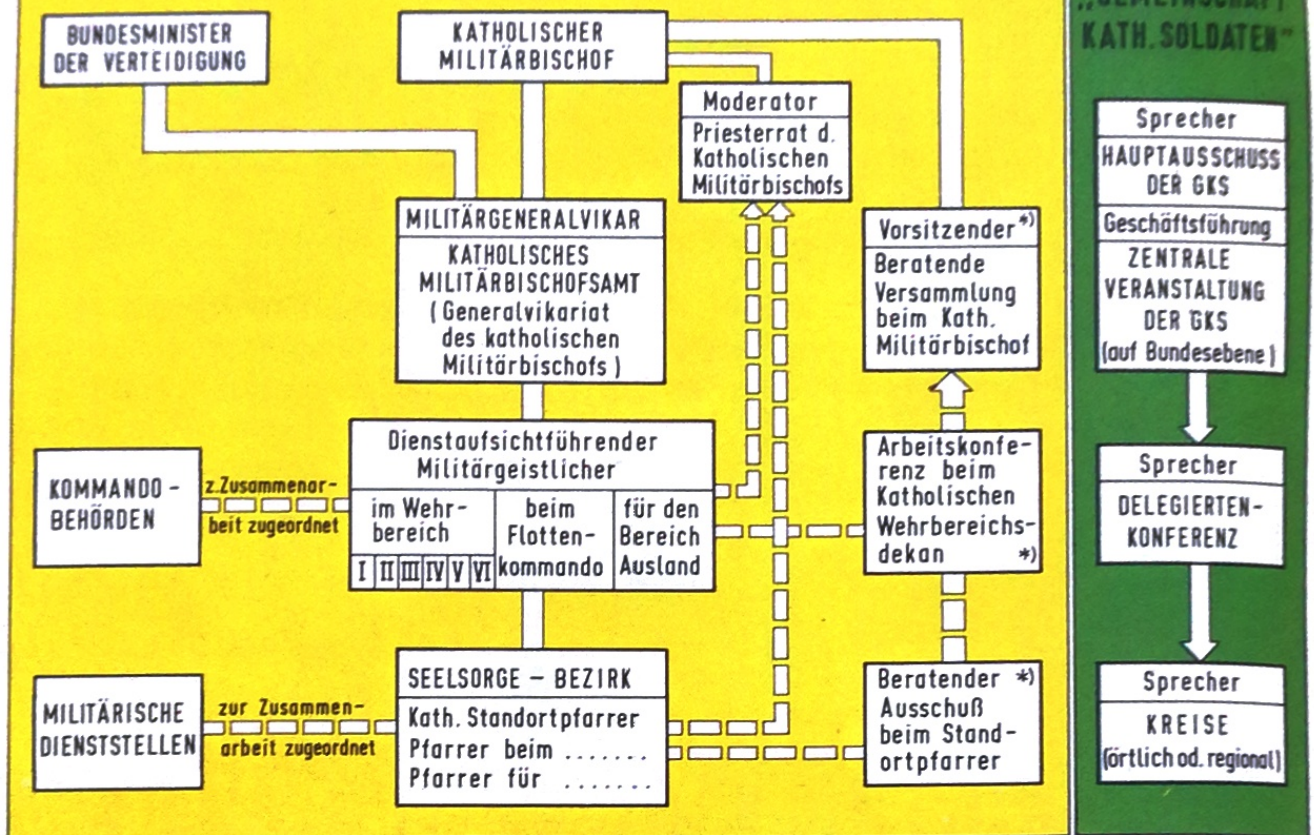 BUNDESMINISTER
DER VERTEIDIGUNG
KATHOLISCHER
MILITÄRBISCHOF
Moderator
Priesterrat d.
Katholischen
Militärbischofs
MILITÄRGENERALVIKAR
KATHOLISCHES
MILITÄRBISCHOFSAMT
(Generalvikariat
des katholischen
Militärbischofs)
Vorsitzender *)
Beratende
Versammlung
beim Kath.
Militärbischof
KOMMANDO-
BEHÖRDEN
z.Zusammenar-
beit zugeordnet
Dienstaufsichtführender
Militärgeistlicher
im Wehr-
bereich
I II III IV V VI
beim
Flotten-
kommando
für den
Bereich
Ausland
Arbeitskonfe-
renz beim
Katholischen
Wehrbereichs-
dekan *)
MILITÄRISCHE
DIENSTSTELLEN
zur Zusammen-
arbeit zugeordnet
SEELSORGE - BEZIRK
Kath. Standortpfarrer
Pfarrer beim .......
Pfarrer für ........
Beratender *)
Ausschuß
beim Stand-
ortpfarrer
„GEMEINSCHAFT
KATH. SOLDATEN"
Sprecher
HAUPTAUSSCHUSS
DER GKS
Geschäftsführung
ZENTRALE
VERANSTALTUNG
DER GKS
(auf Bundesebene)
Sprecher
DELEGIERTEN-
KONFERENZ
Sprecher
KREISE
(örtlich od. regional)